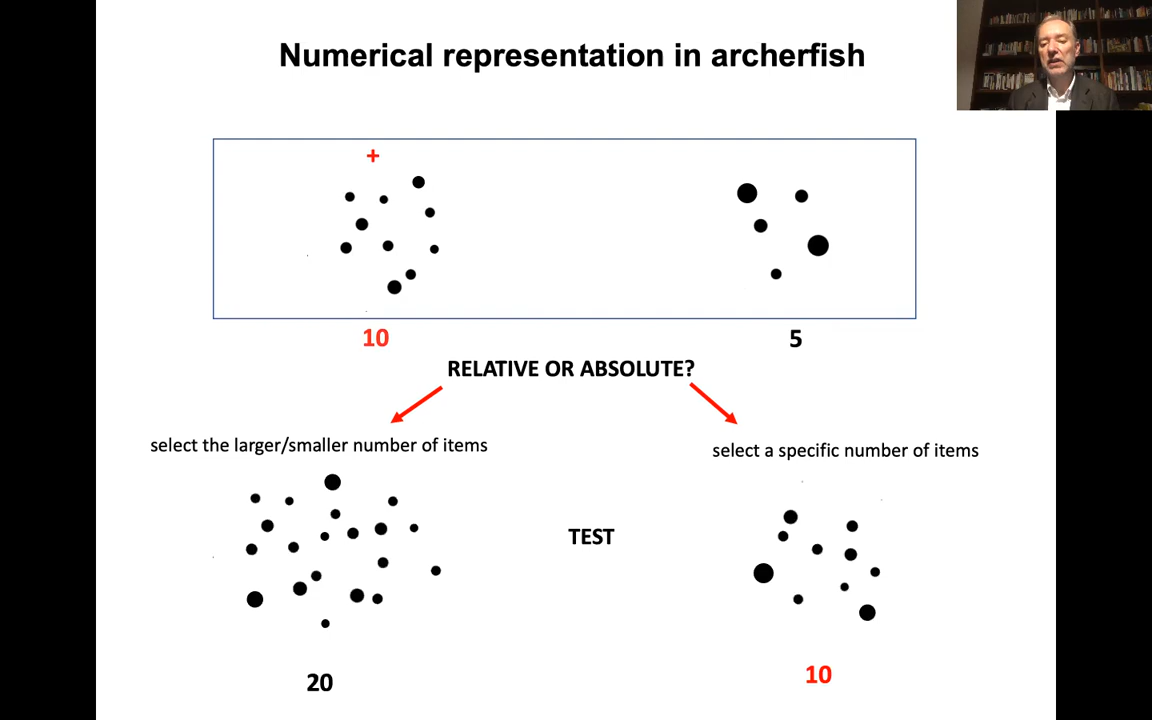 Numerical representation in archerfish
+
10
5
RELATIVE OR ABSOLUTE?
select the larger/smaller number of items
select a specific number of items
TEST
20
10